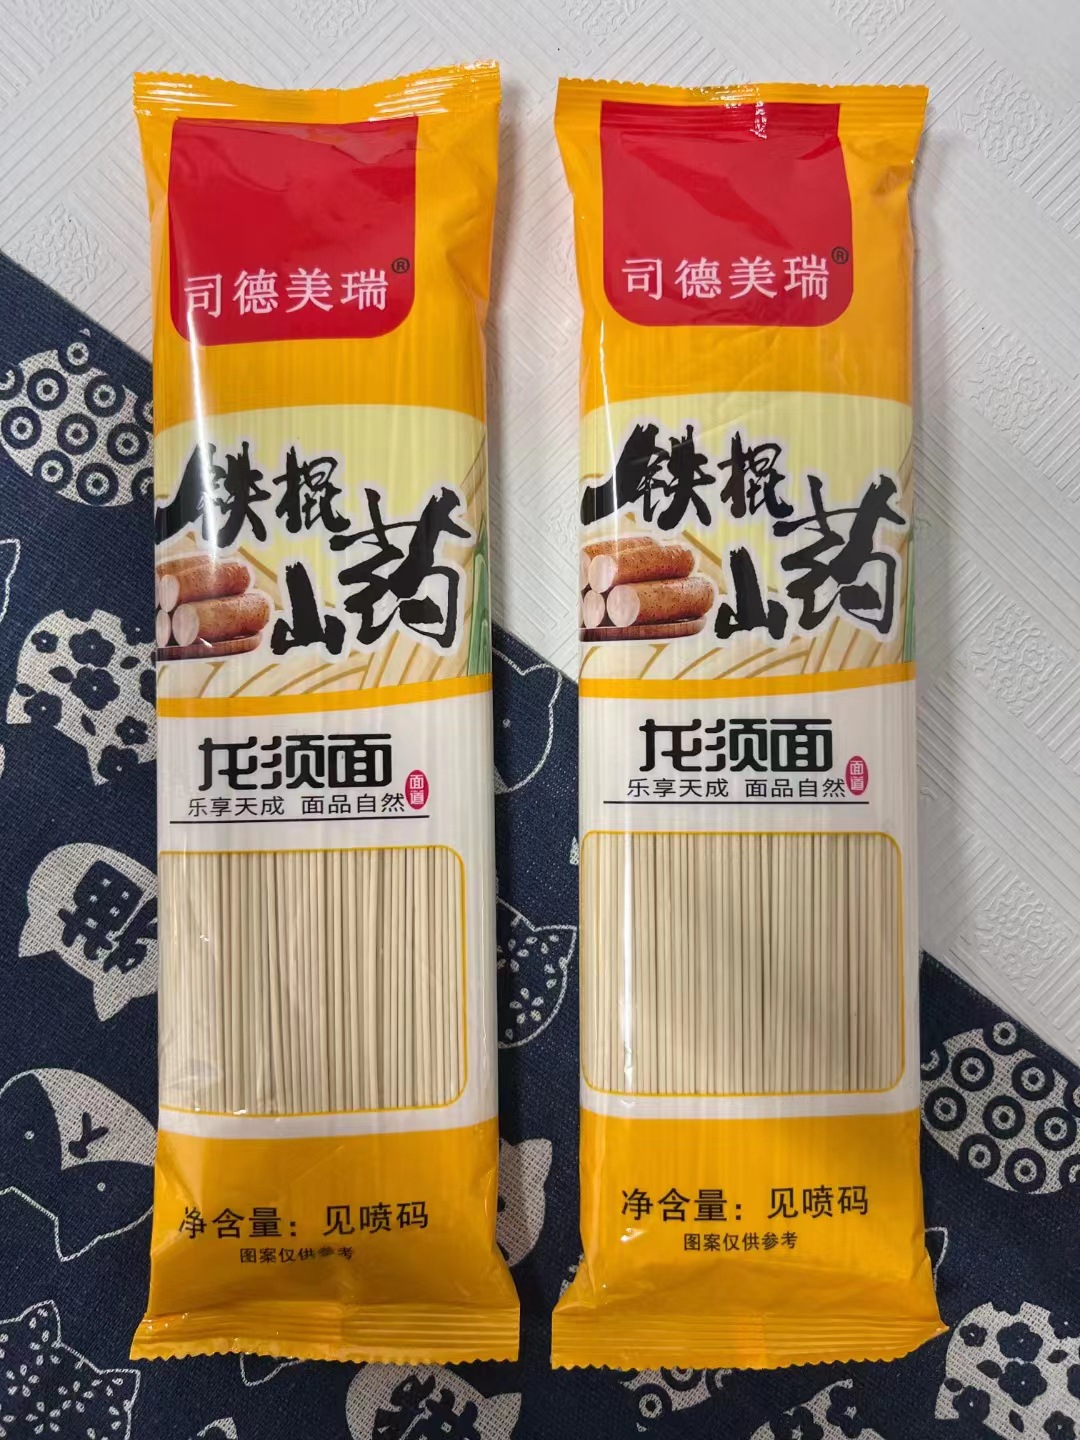 司德美瑞®
铁棍
山药
龙须面
乐享天成 面品自然
面道
净含量：见喷码
图案仅供参考
司德美瑞®
铁棍
山药
龙须面
乐享天成 面品自然
面道
净含量：见喷码
图案仅供参考